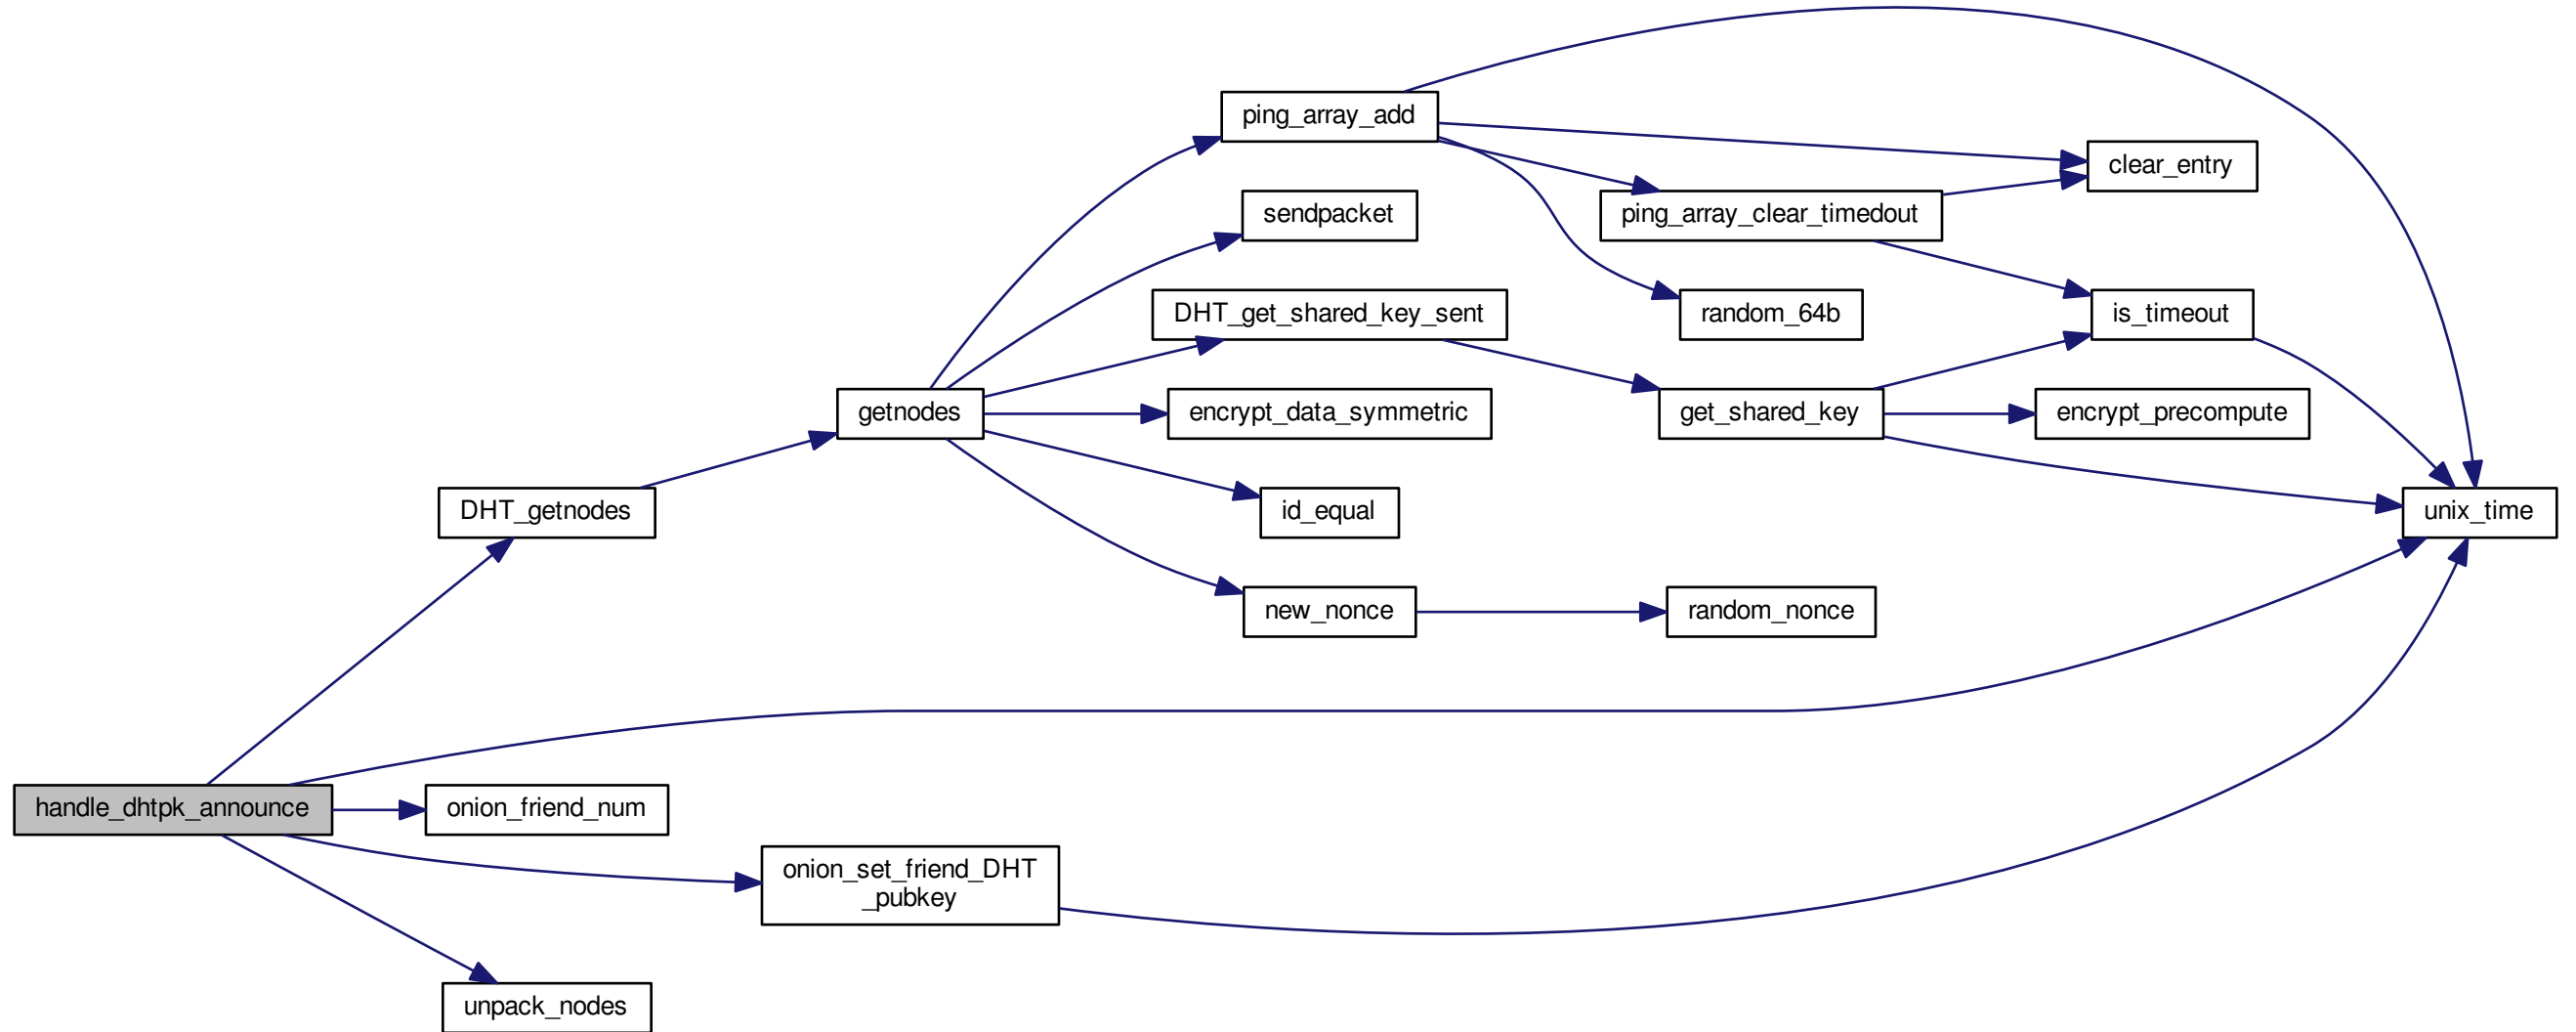 ping_array_add
clear_entry
sendpacket
ping_array_clear_timedout
DHT_get_shared_key_sent
random_64b
is_timeout
getnodes
encrypt_data_symmetric
get_shared_key
encrypt_precompute
DHT_getnodes
id_equal
unix_time
new_nonce
random_nonce
handle_dhtpk_announce
onion_friend_num
onion_set_friend_DHT
_pubkey
unpack_nodes